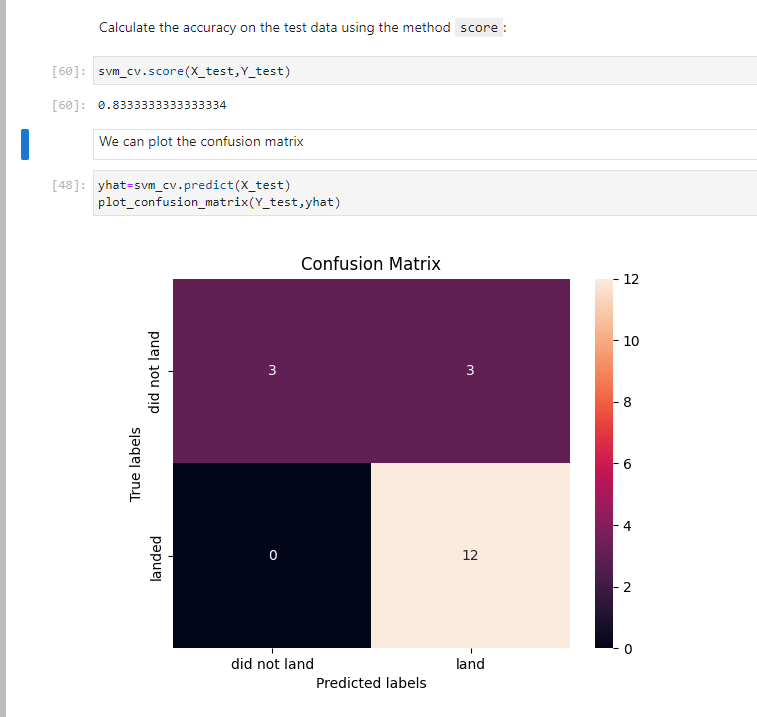 Calculate the accuracy on the test data using the method score:
[60]: svm_cv.score(X_test,Y_test)
[60]: 0.8333333333333334
We can plot the confusion matrix
[48]: yhat=svm_cv.predict(X_test)
plot_confusion_matrix(Y_test,yhat)
Confusion Matrix
True labels
did not land
landed
3
3
0
12
did not land
land
Predicted labels
12
10
8
6
4
2
0